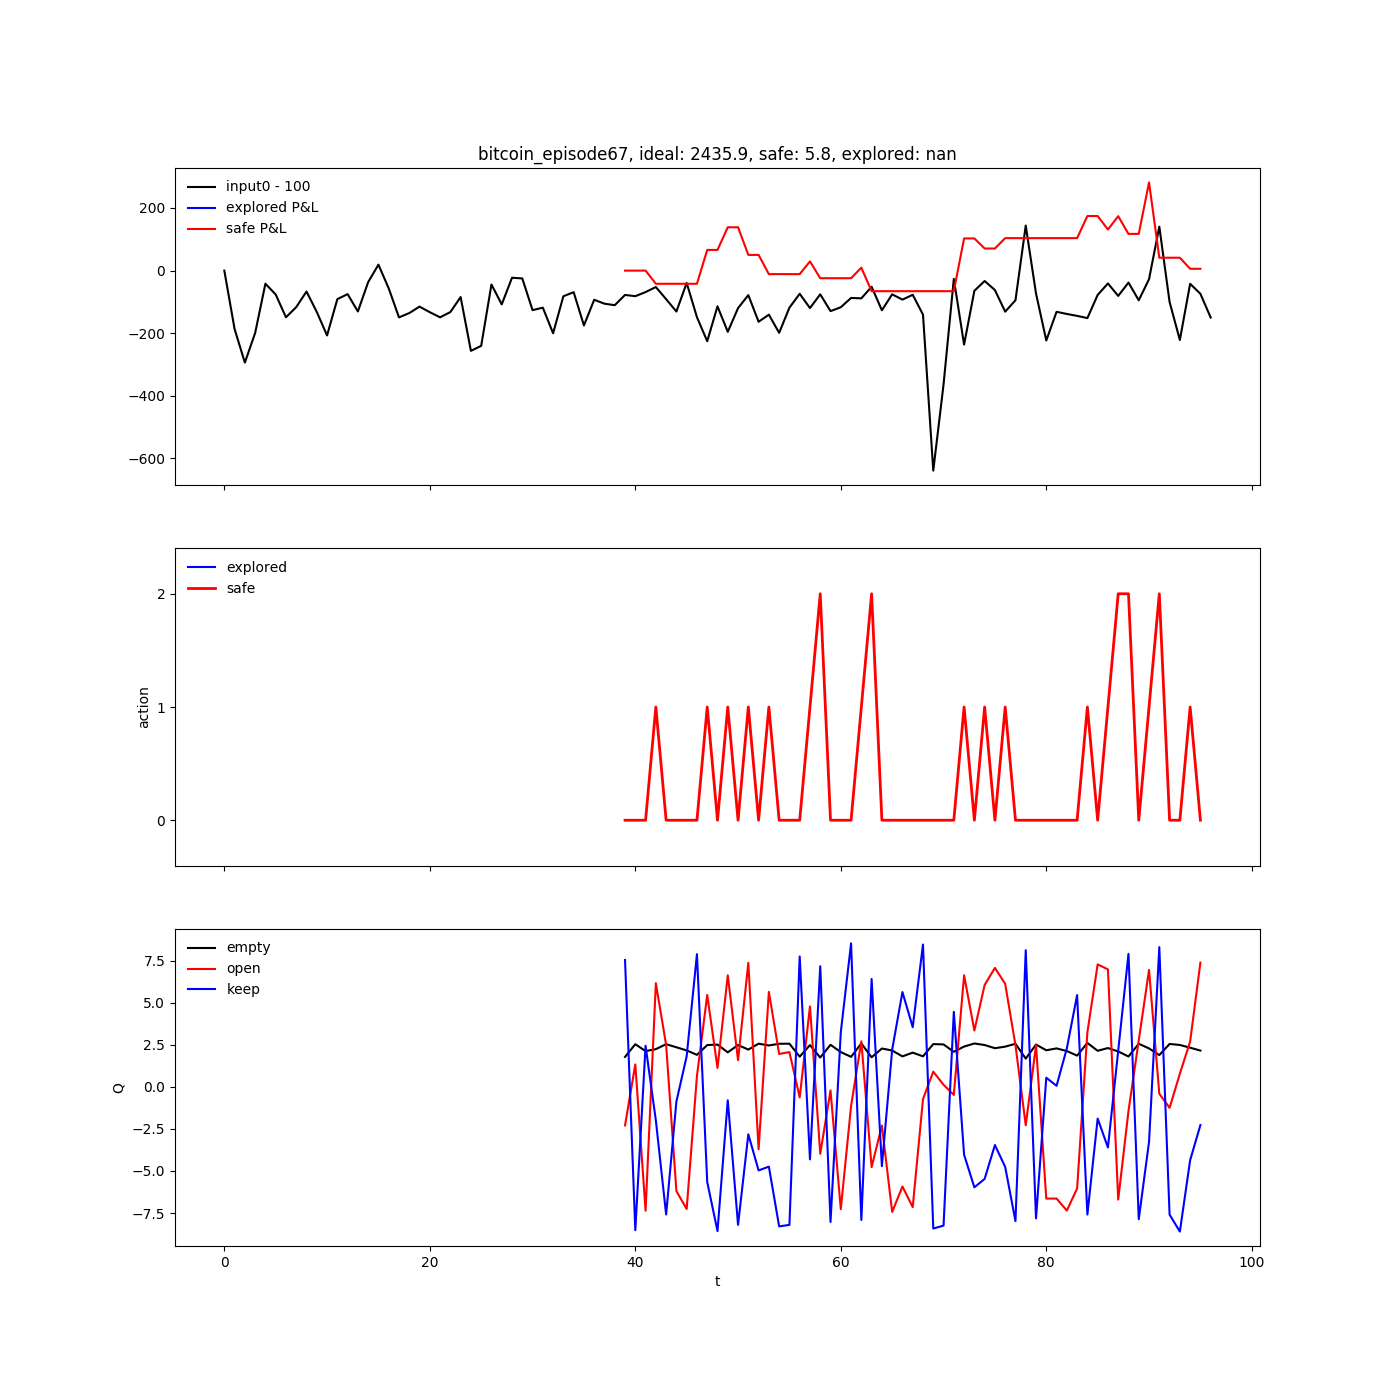 bitcoin_episode67, ideal: 2435.9, safe: 5.8, explored: nan
input0 - 100
explored P&L
safe P&L
200
0
−200
−400
−600
explored
safe
2
1
0
action
empty
open
keep
7.5
5.0
2.5
0.0
−2.5
−5.0
−7.5
Q
0 20 40 60 80 100
t